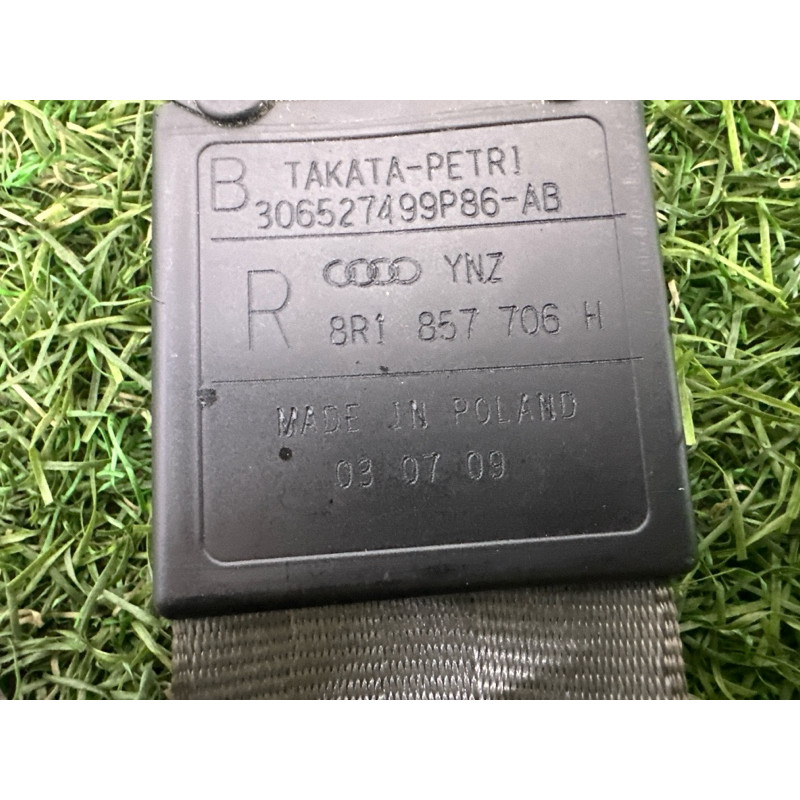 B TAKATA-PETRI
306527499P86-AB
R YNZ
8R1 857 706 H
MADE IN POLAND
03 07 09